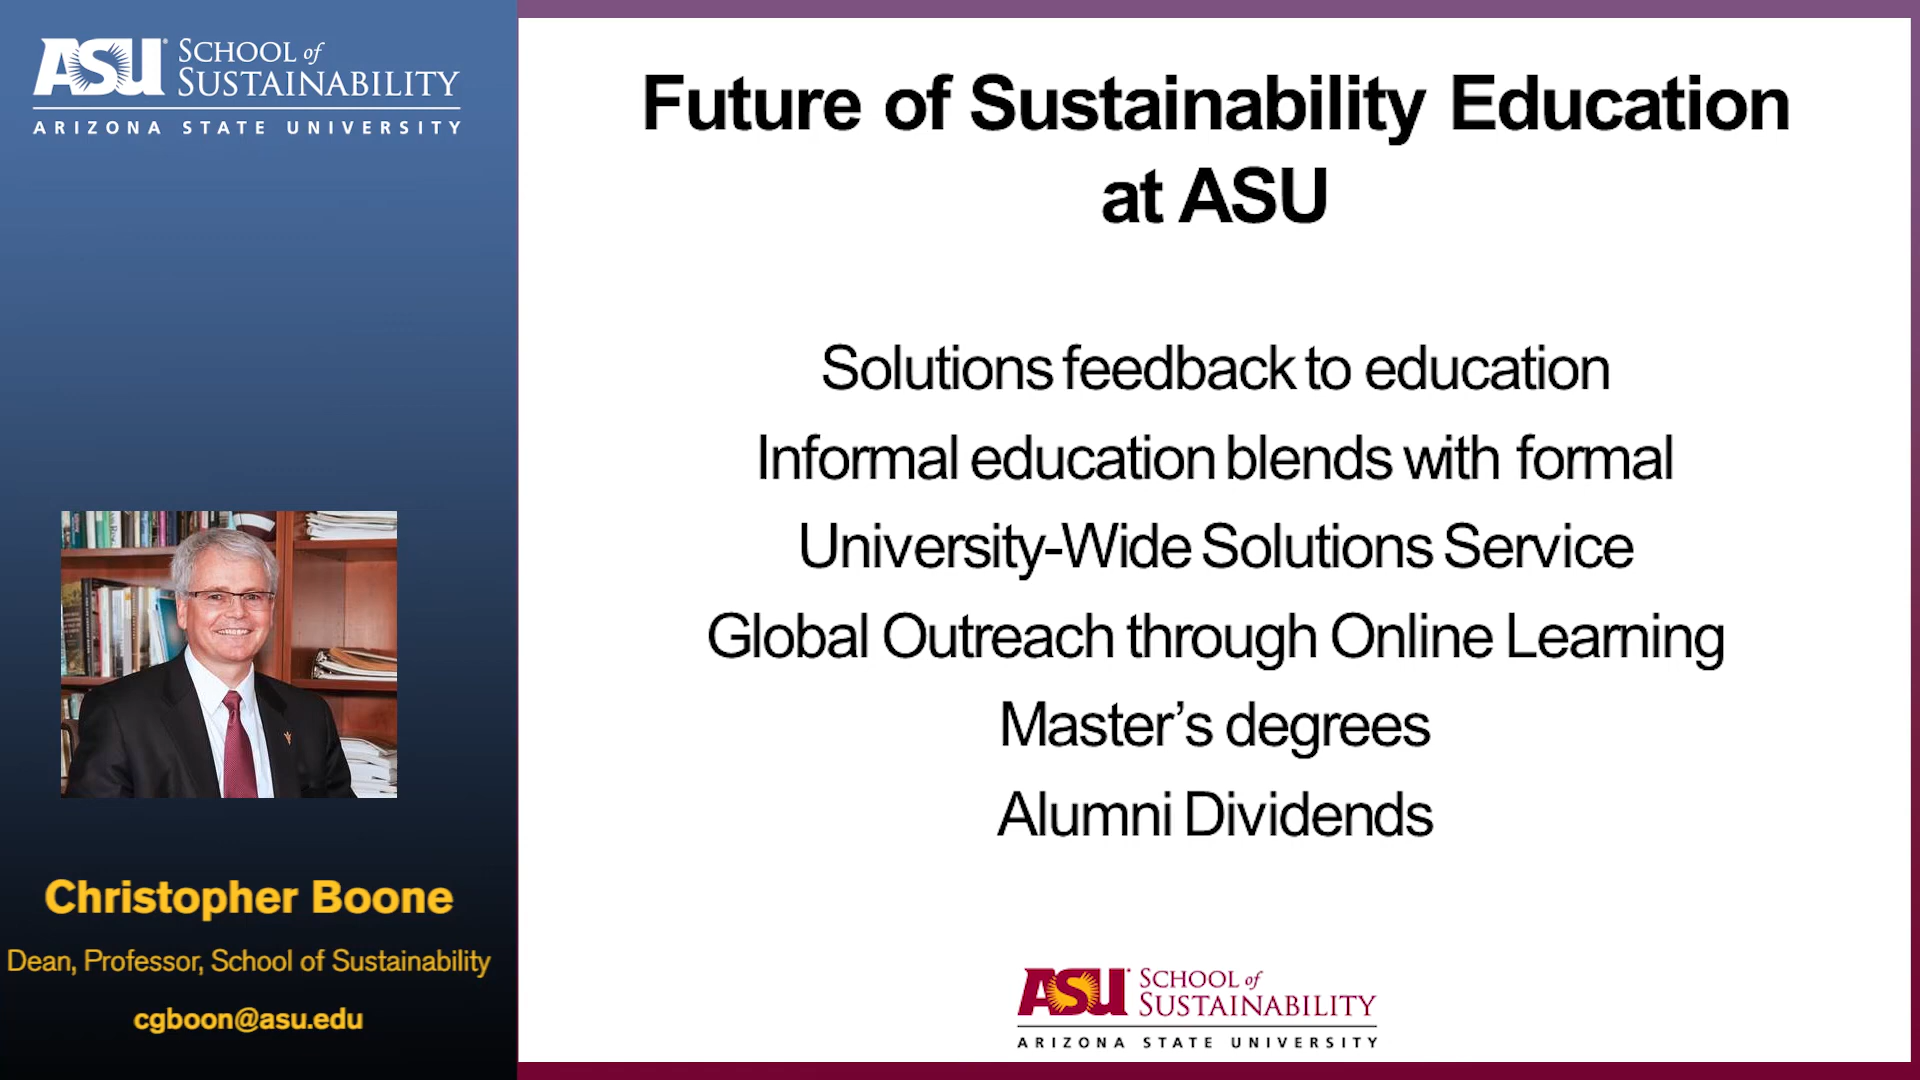 ASU SCHOOL of
SUSTAINABILITY
ARIZONA STATE UNIVERSITY
Christopher Boone
Dean, Professor, School of Sustainability
cgboon@asu.edu
Future of Sustainability Education
at ASU
Solutions feedback to education
Informal education blends with formal
University-Wide Solutions Service
Global Outreach through Online Learning
Master’s degrees
Alumni Dividends
ASU SCHOOL of
SUSTAINABILITY
ARIZONA STATE UNIVERSITY